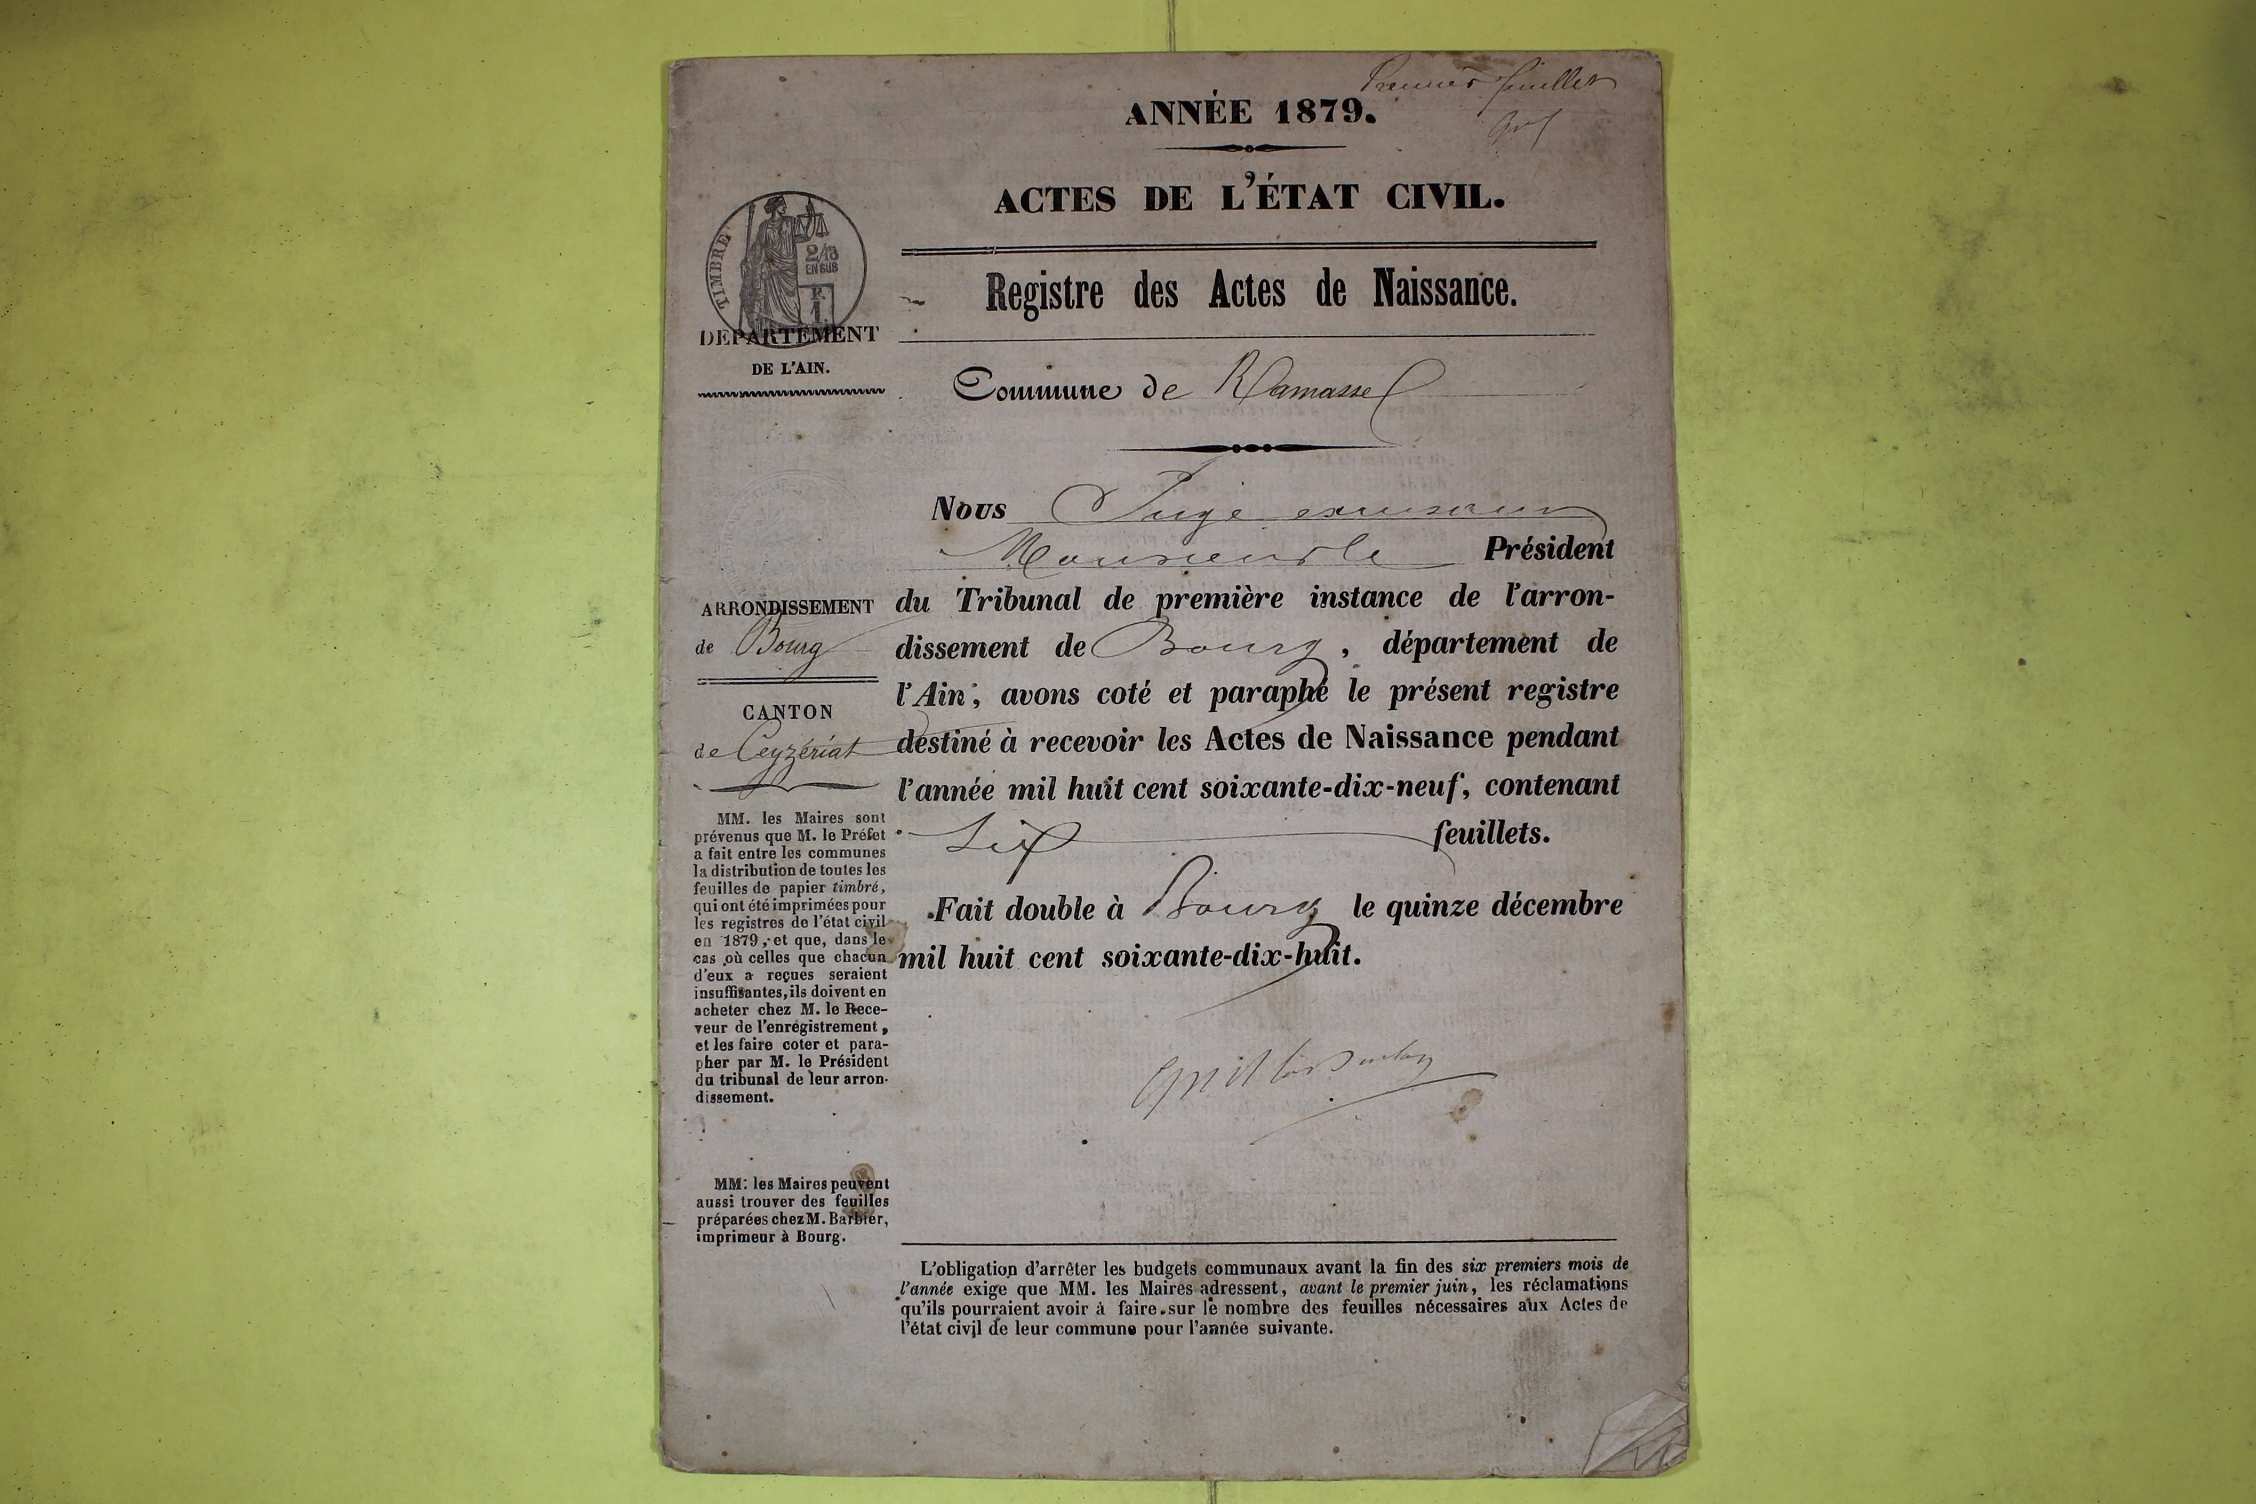 Premier feuillet
ANNÉE 1879.
ACTES DE L'ÉTAT CIVIL.
TIMBRE
2/10
EN SUS
Registre des Actes de Naissance.
DÉPARTEMENT
DE L'AIN.
Commune de Ramasse
Nous Juge
Monsieur le Président
ARRONDISSEMENT
de Bourg
du Tribunal de première instance de l'arron-
dissement de Bourg, département de
l'Ain, avons coté et paraphé le présent registre
destiné à recevoir les Actes de Naissance pendant
l'année mil huit cent soixante-dix-neuf, contenant
Six feuillets.
Fait double à Bourg le quinze décembre
mil huit cent soixante-dix-huit.
CANTON
de Ceyzériat
MM. les Maires sont
prévenus que M. le Préfet
a fait entre les communes
la distribution de toutes les
feuilles de papier timbré,
qui ont été imprimées pour
les registres de l'état civil
en 1879, et que, dans le
cas où celles que chacun
d'eux a reçues seraient
insuffisantes, ils doivent en
acheter chez M. le Rece-
veur de l'enregistrement,
et les faire coter et para-
pher par M. le Président
du tribunal de leur arron-
dissement.
MM. les Maires peuvent
aussi trouver des feuilles
préparées chez M. Barbier,
imprimeur à Bourg.
L'obligation d'arrêter les budgets communaux avant la fin des six premiers mois de
l'année exige que MM. les Maires adressent, avant le premier juin, les réclamations
qu'ils pourraient avoir à faire sur le nombre des feuilles nécessaires aux Actes de
l'état civil de leur commune pour l'année suivante.